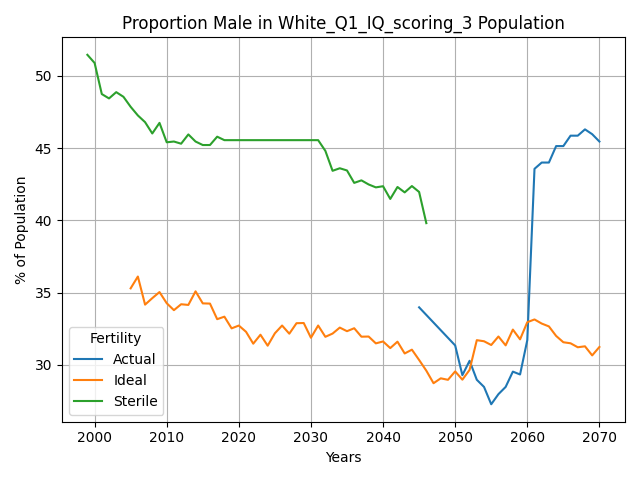 Proportion Male in White_Q1_IQ_scoring_3 Population
% of Population
50
45
40
35
30
Fertility
Actual
Ideal
Sterile
2000 2010 2020 2030 2040 2050 2060 2070
Years